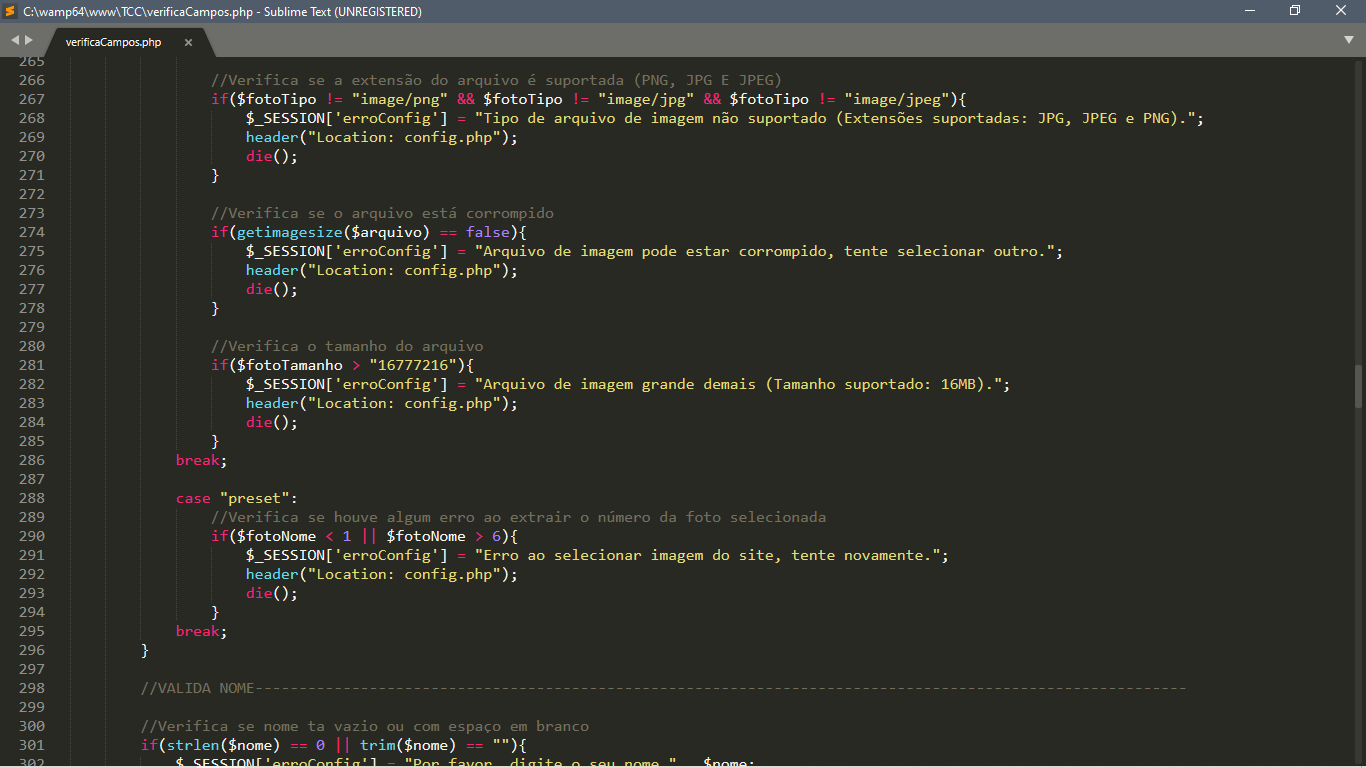 C:\wamp64\www\TCC\verificaCampos.php - Sublime Text (UNREGISTERED)
verificaCampos.php
265
266 //Verifica se a extensão do arquivo é suportada (PNG, JPG E JPEG)
267 if($fotoTipo != "image/png" && $fotoTipo != "image/jpg" && $fotoTipo != "image/jpeg"){
268 $_SESSION['erroConfig'] = "Tipo de arquivo de imagem não suportado (Extensões suportadas: JPG, JPEG e PNG).";
269 header("Location: config.php");
270 die();
271 }
272
273 //Verifica se o arquivo está corrompido
274 if(getimagesize($arquivo) == false){
275 $_SESSION['erroConfig'] = "Arquivo de imagem pode estar corrompido, tente selecionar outro.";
276 header("Location: config.php");
277 die();
278 }
279
280 //Verifica o tamanho do arquivo
281 if($fotoTamanho > "16777216"){
282 $_SESSION['erroConfig'] = "Arquivo de imagem grande demais (Tamanho suportado: 16MB).";
283 header("Location: config.php");
284 die();
285 }
286 break;
287
288 case "preset":
289 //Verifica se houve algum erro ao extrair o número da foto selecionada
290 if($fotoNome < 1 || $fotoNome > 6){
291 $_SESSION['erroConfig'] = "Erro ao selecionar imagem do site, tente novamente.";
292 header("Location: config.php");
293 die();
294 }
295 break;
296 }
297
298 //VALIDA NOME----------------------------------------------------------------------------------------------------------
299
300 //Verifica se nome ta vazio ou com espaço em branco
301 if(strlen($nome) == 0 || trim($nome) == ""){
302 $_SESSION['erroConfig'] = "Por favor, digite o seu nome." $nome;